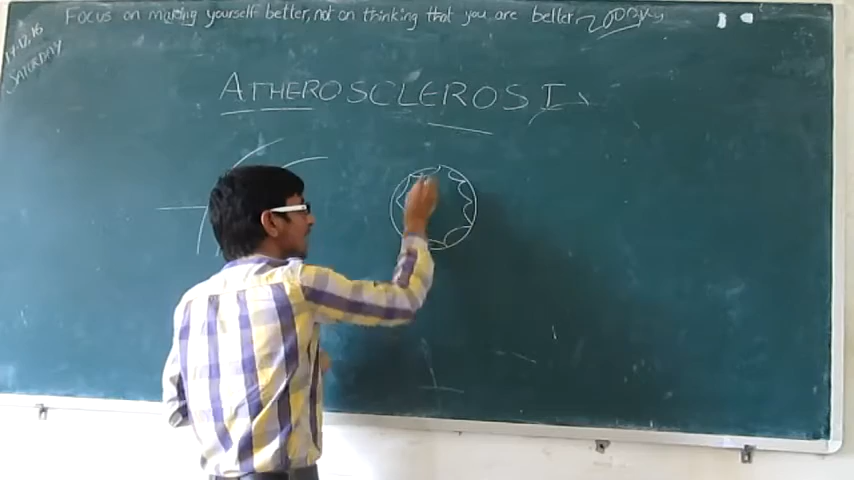 Focus on making yourself better, not on thinking that you are better
17.12.16
SATURDAY
ATHEROSCLEROSI